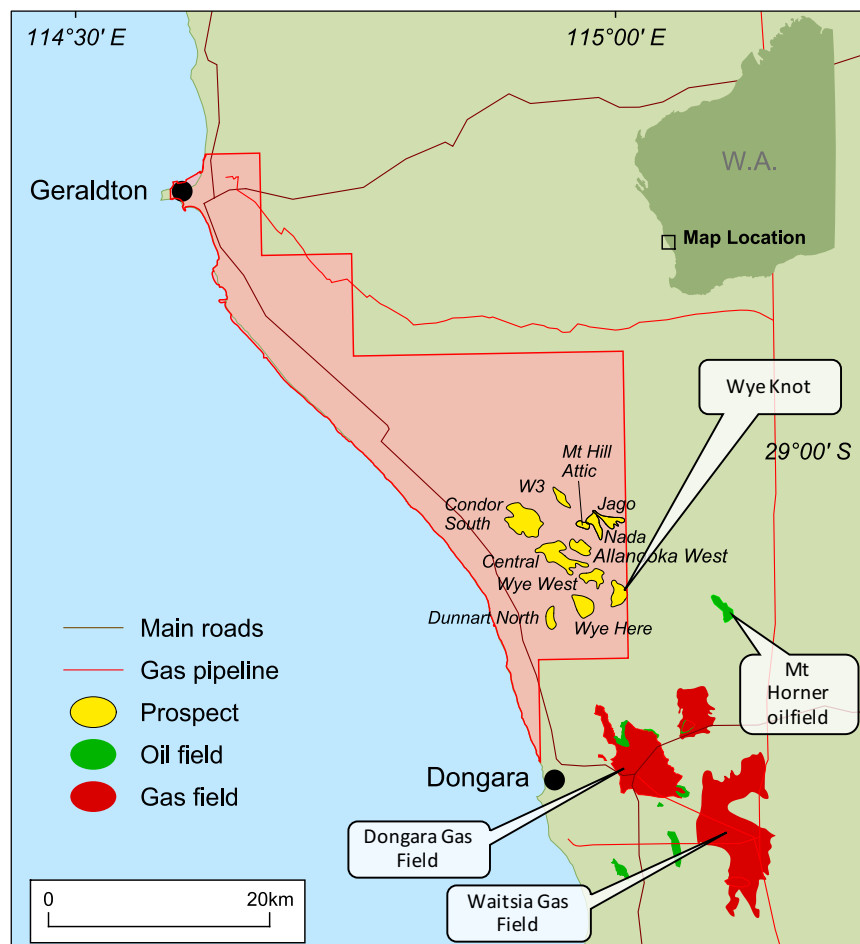 114°30' E
115°00' E
W.A.
Geraldton
Map Location
Wye Knot
29°00' S
Mt Hill
Attic
W3
Jago
Condor
South
Nada
Allanooka West
Central
Wye West
Dunnart North
Wye Here
Main roads
Gas pipeline
Prospect
Oil field
Gas field
Mt
Horner
oilfield
Dongara
Dongara Gas
Field
Waitsia Gas
Field
0
20km